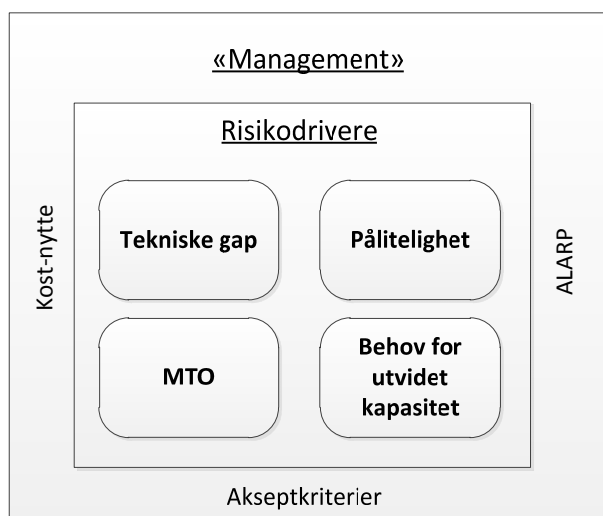 «Management»
Risikodrivere
Kost-nytte
Tekniske gap
Pålitelighet
ALARP
MTO
Behov for
utvidet
kapasitet
Akseptkriterier